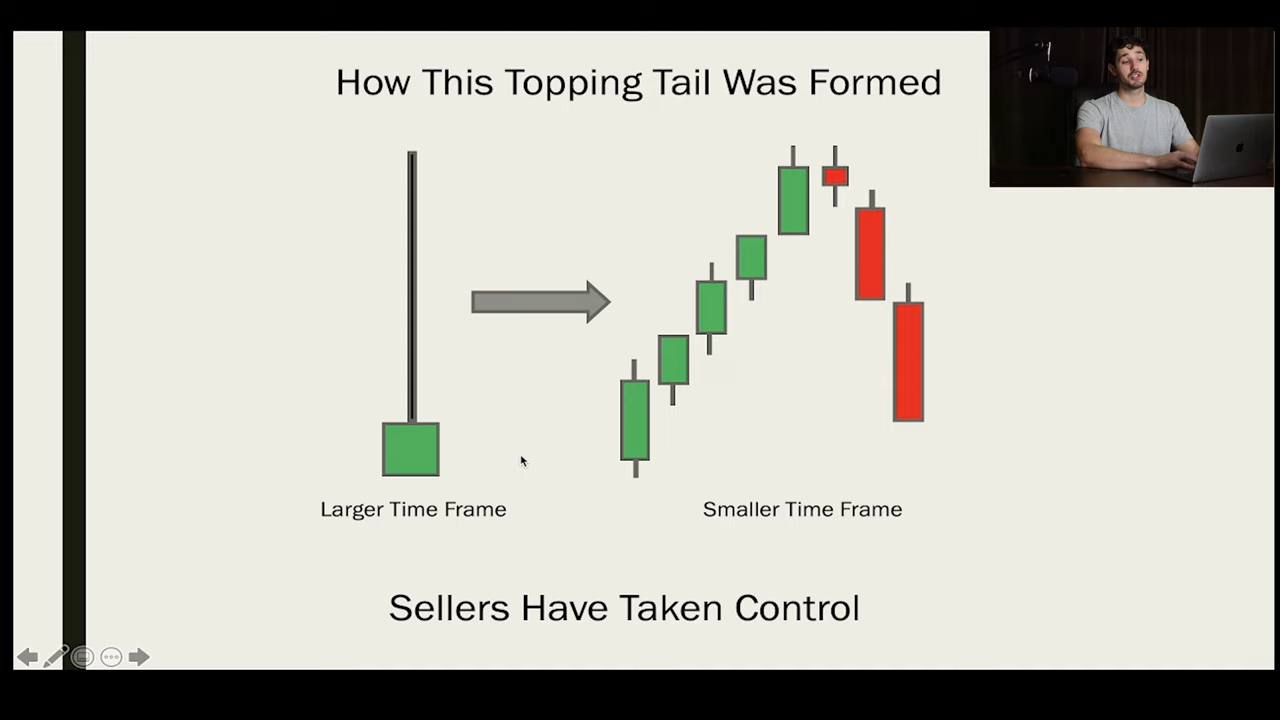 How This Topping Tail Was Formed
Larger Time Frame
Smaller Time Frame
Sellers Have Taken Control